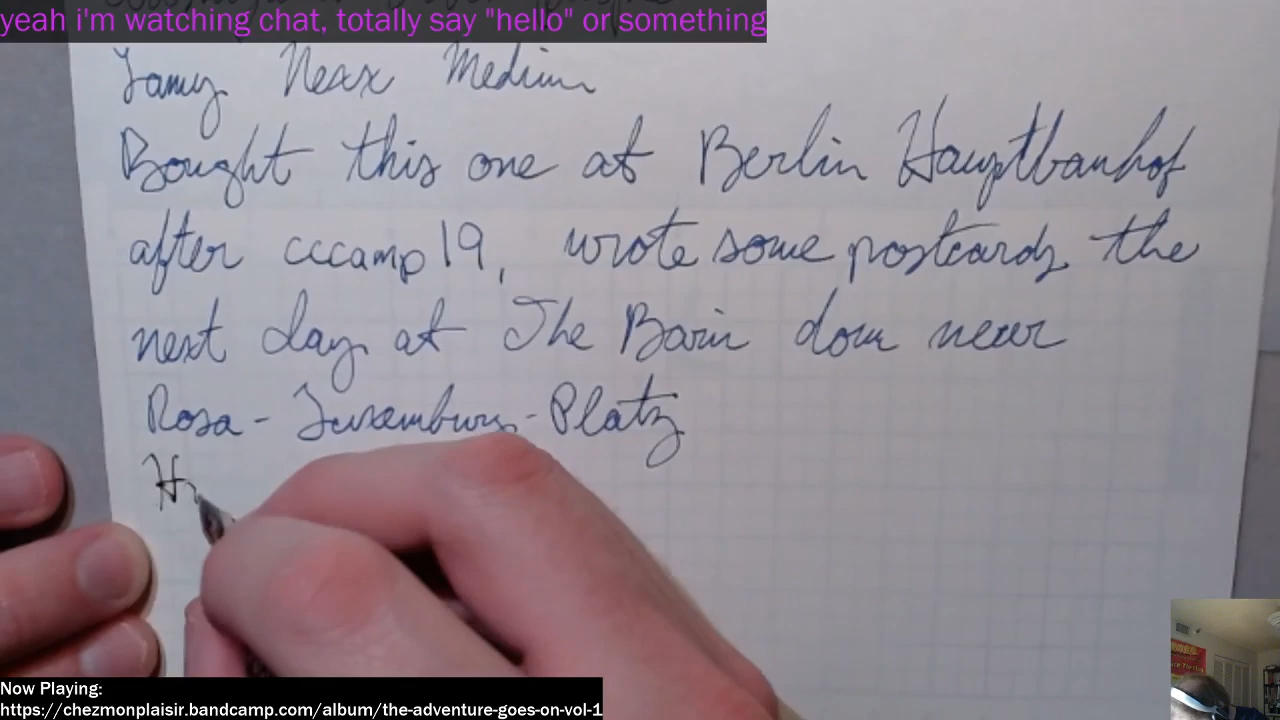 yeah i'm watching chat, totally say "hello" or something
Lamy Nexx Medium
Bought this one at Berlin Hauptbanhof
after cccamp19, wrote some postcards the
next day at The Barn down near
Rosa-Luxemburg-Platz
H
Now Playing:
https://chezmonplaisir.bandcamp.com/album/the-adventure-goes-on-vol-1